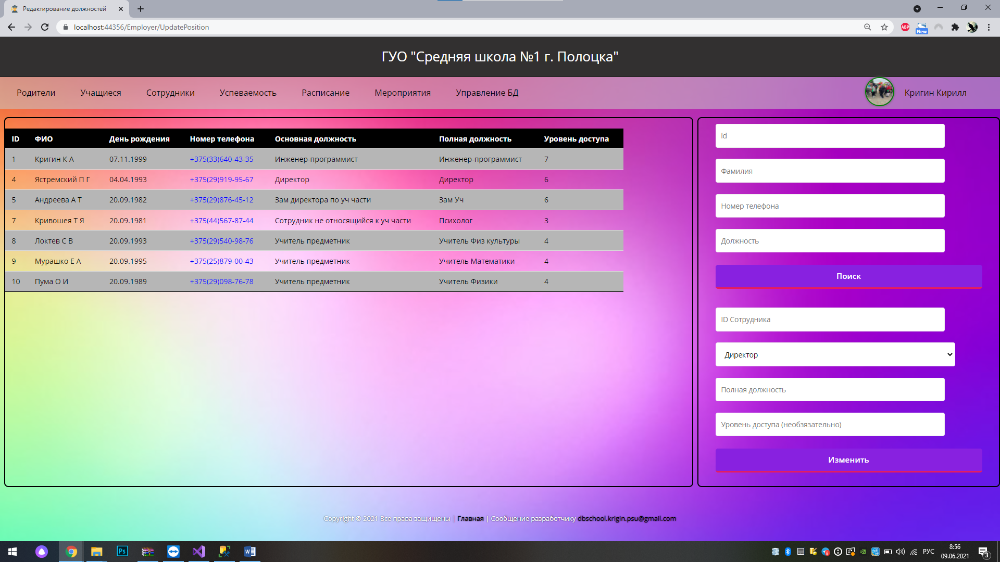 Редактирование должностей
localhost:44356/Employer/UpdatePosition
ABP
New
ГУО "Средняя школа №1 г. Полоцка"
Родители Учащиеся Сотрудники Успеваемость Расписание Мероприятия Управление БД Кригин Кирилл
ID ФИО День рождения Номер телефона Основная должность Полная должность Уровень доступа
1 Кригин К А 07.11.1999 +375(33)640-43-35 Инженер-программист Инженер-программист 7
4 Ястремский П Г 04.04.1993 +375(29)919-95-67 Директор Директор 6
5 Андреева А Т 20.09.1982 +375(29)876-45-12 Зам директора по уч части Зам Уч 6
7 Кривошея Т Я 20.09.1981 +375(44)567-87-44 Сотрудник не относящийся к уч части Психолог 3
8 Локтев С В 20.09.1993 +375(29)540-98-76 Учитель предметник Учитель Физ культуры 4
9 Мурашко Е А 20.09.1995 +375(25)879-00-43 Учитель предметник Учитель Математики 4
10 Пума О И 20.09.1989 +375(29)098-76-78 Учитель предметник Учитель Физики 4
id
Фамилия
Номер телефона
Должность
Поиск
ID Сотрудника
Директор
Полная должность
Уровень доступа (необзязательно)
Изменить
Copyright © 2021 Все права защищены | Главная | Сообщение разработчику dbschool.krigin.psu@gmail.com
Ps
РУС
8:56
09.06.2021
3